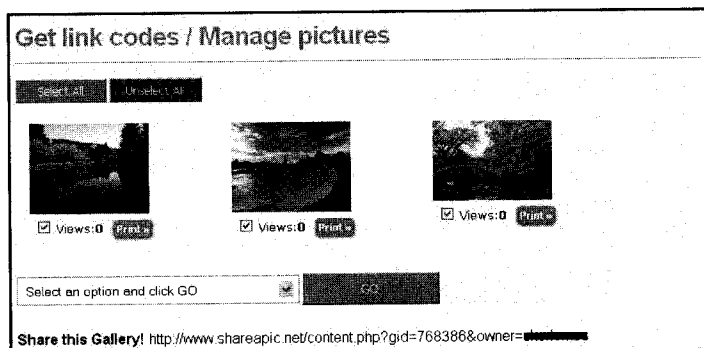 Get link codes / Manage pictures
Select All Unselect All
Views:0 Print » Views:0 Print » Views:0 Print »
Select an option and click GO GO
Share this Gallery! http://www.shareapic.net/content.php?gid=768386&owner=